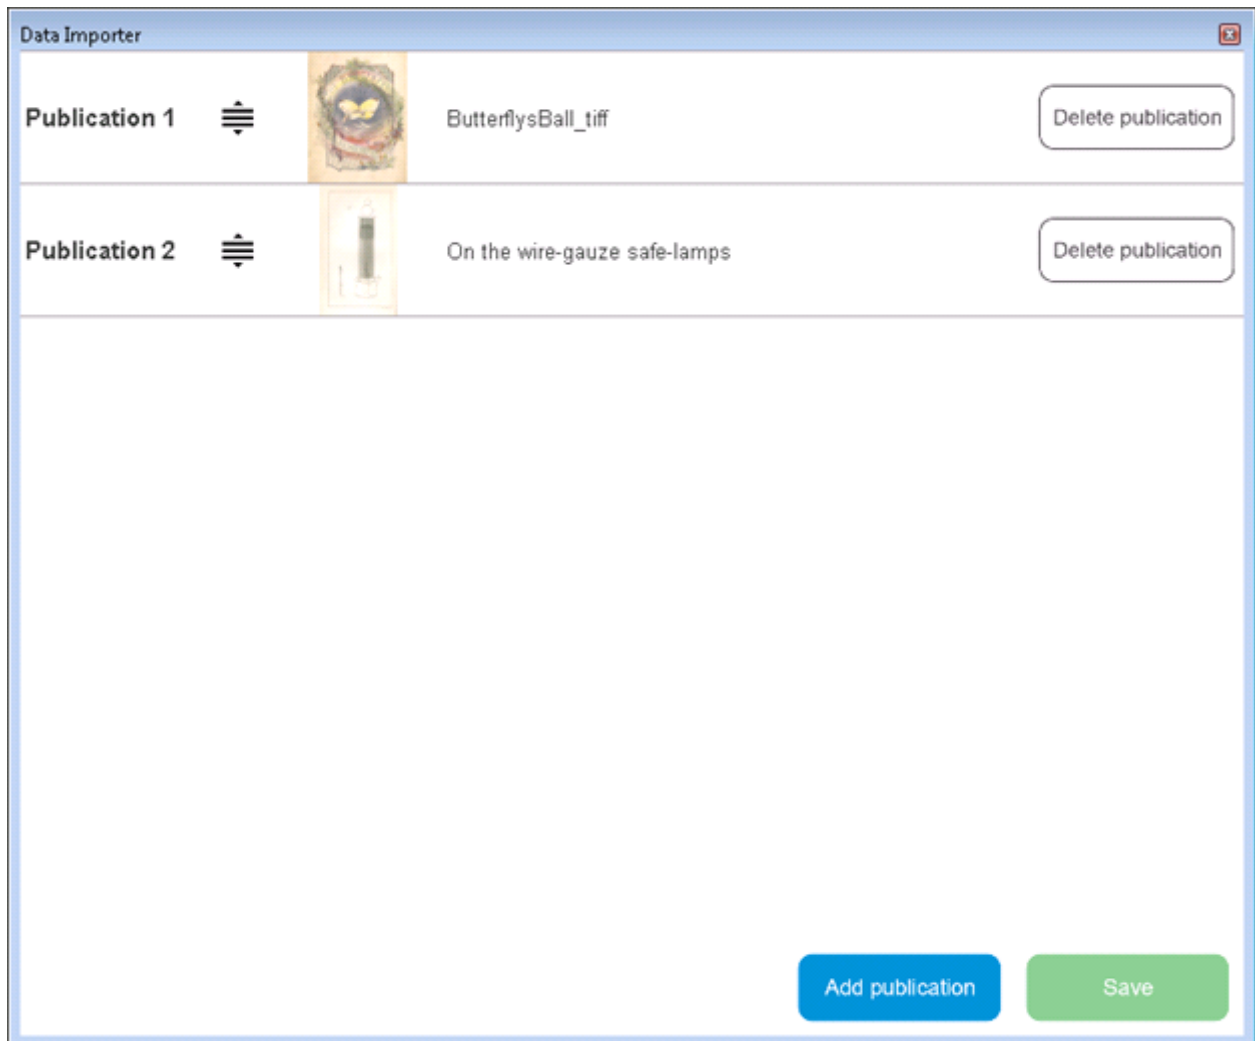 Data Importer
Publication 1
ButterflysBall_tiff
Delete publication
Publication 2
On the wire-gauze safe-lamps
Delete publication
Add publication
Save